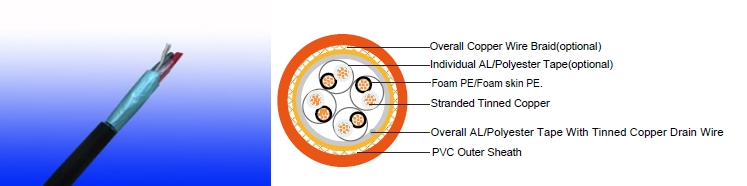 Overall Copper Wire Braid(optional)
Individual AL/Polyester Tape(optional)
Foam PE/Foam skin PE.
Stranded Tinned Copper
Overall AL/Polyester Tape With Tinned Copper Drain Wire
PVC Outer Sheath